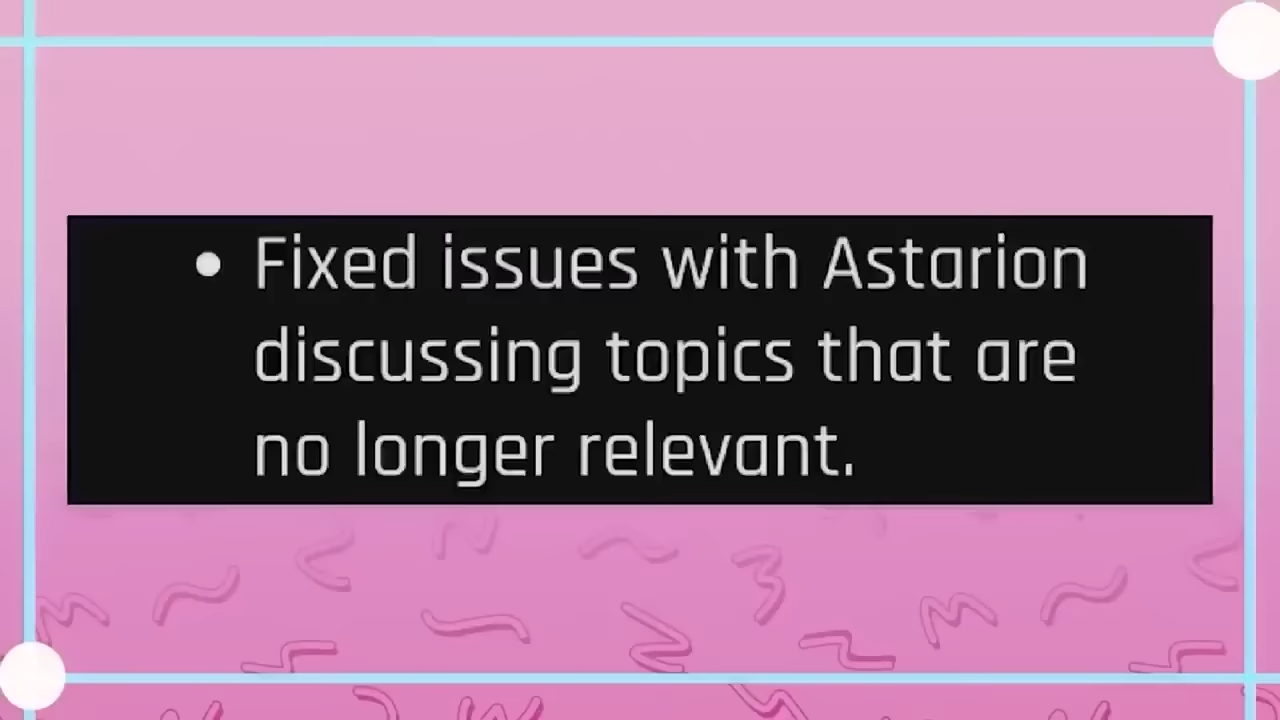 • Fixed issues with Astarion
discussing topics that are
no longer relevant.